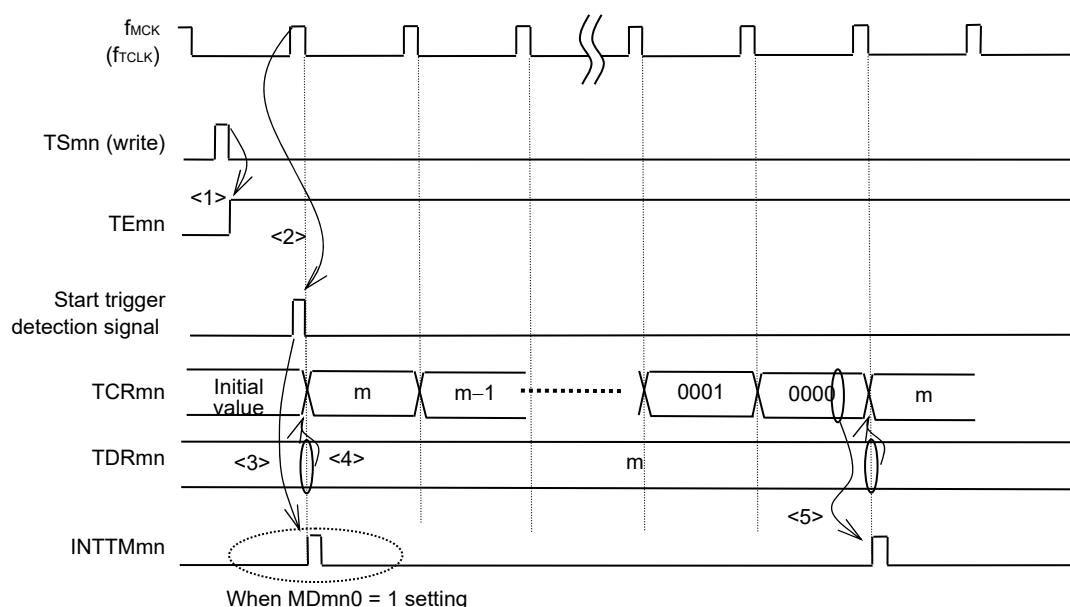 fMCK
(fTCLK)
TSmn (write)
<1>
TEmn
<2>
Start trigger
detection signal
TCRmn
Initial
value
m
m−1
0001
0000
m
TDRmn
<3>
<4>
m
<5>
INTTMmn
When MDmn0 = 1 setting